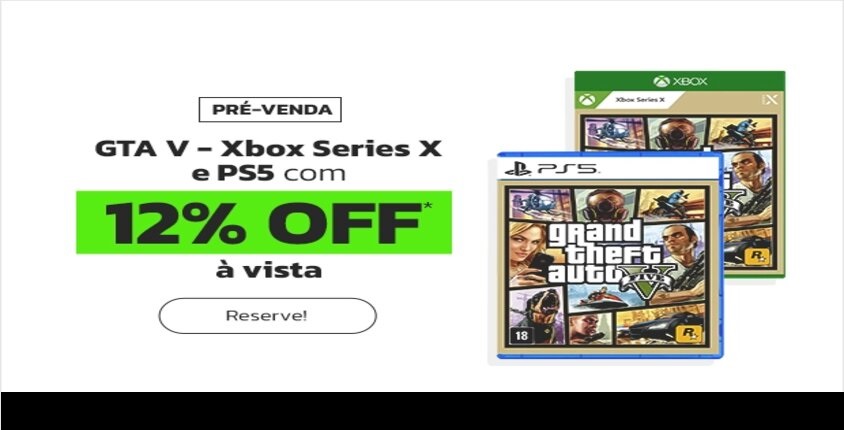 PRÉ-VENDA
GTA V - Xbox Series X
e PS5 com
12% OFF*
à vista
Reserve!
XBOX
Xbox Series X
PS5
grand
theft
auto
FIVE
V
R
18
R